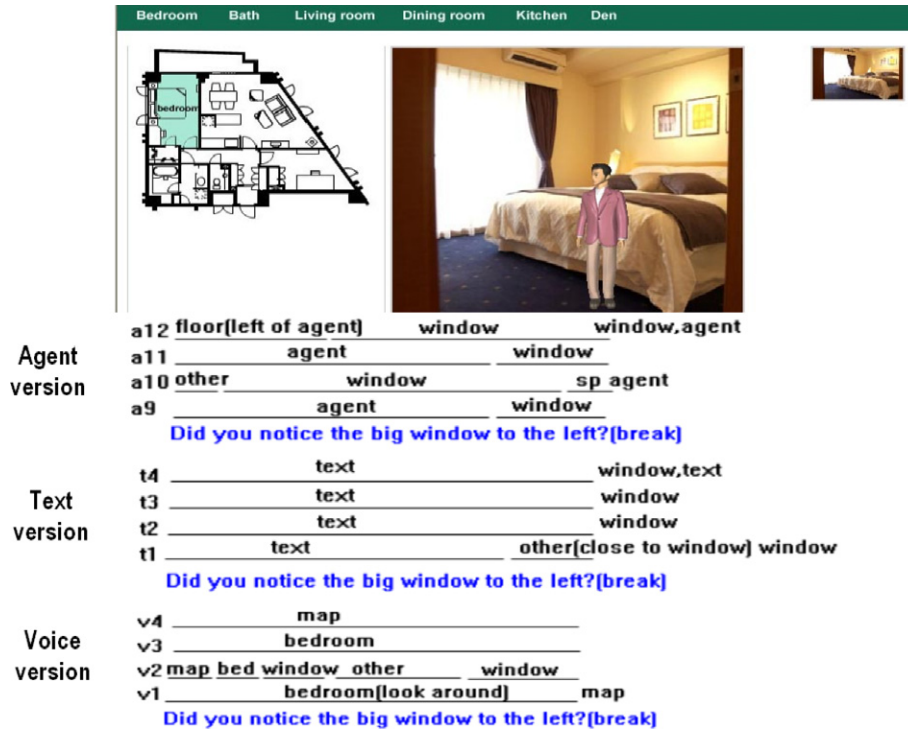 Bedroom Bath Living room Dining room Kitchen Den
bedroom
a12 floor(left of agent) window window,agent
a11 agent window
Agent version
a10 other window sp agent
a9 agent window
Did you notice the big window to the left?(break)
t4 text window,text
t3 text window
Text version
t2 text window
t1 text other(close to window) window
Did you notice the big window to the left?(break)
v4 map
v3 bedroom
Voice version
v2 map bed window other window
v1 bedroom(look around) map
Did you notice the big window to the left?(break)